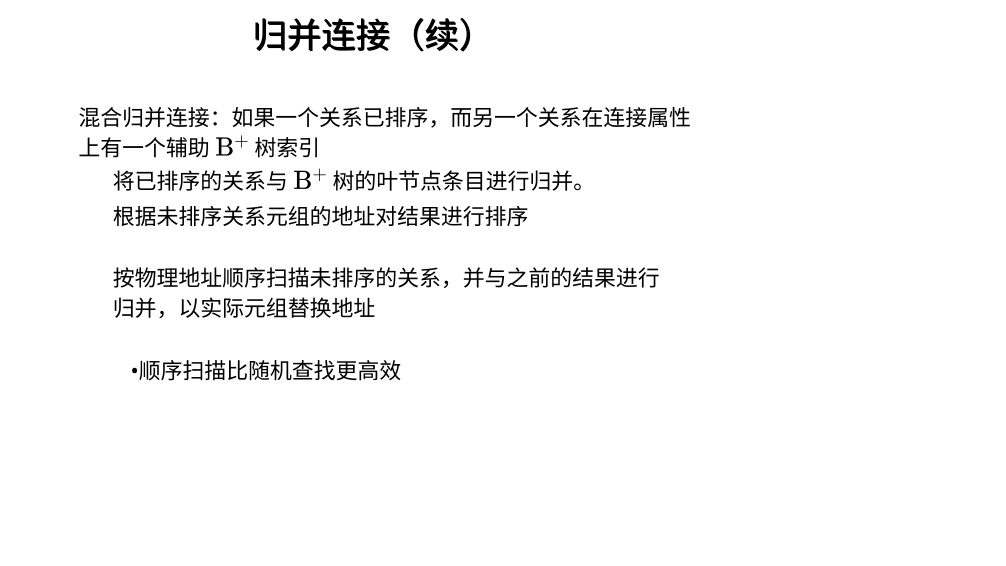 归并连接（续）
混合归并连接：如果一个关系已排序，而另一个关系在连接属性
上有一个辅助 B⁺ 树索引
将已排序的关系与 B⁺ 树的叶节点条目进行归并。
根据未排序关系元组的地址对结果进行排序
按物理地址顺序扫描未排序的关系，并与之前的结果进行
归并，以实际元组替换地址
•顺序扫描比随机查找更高效